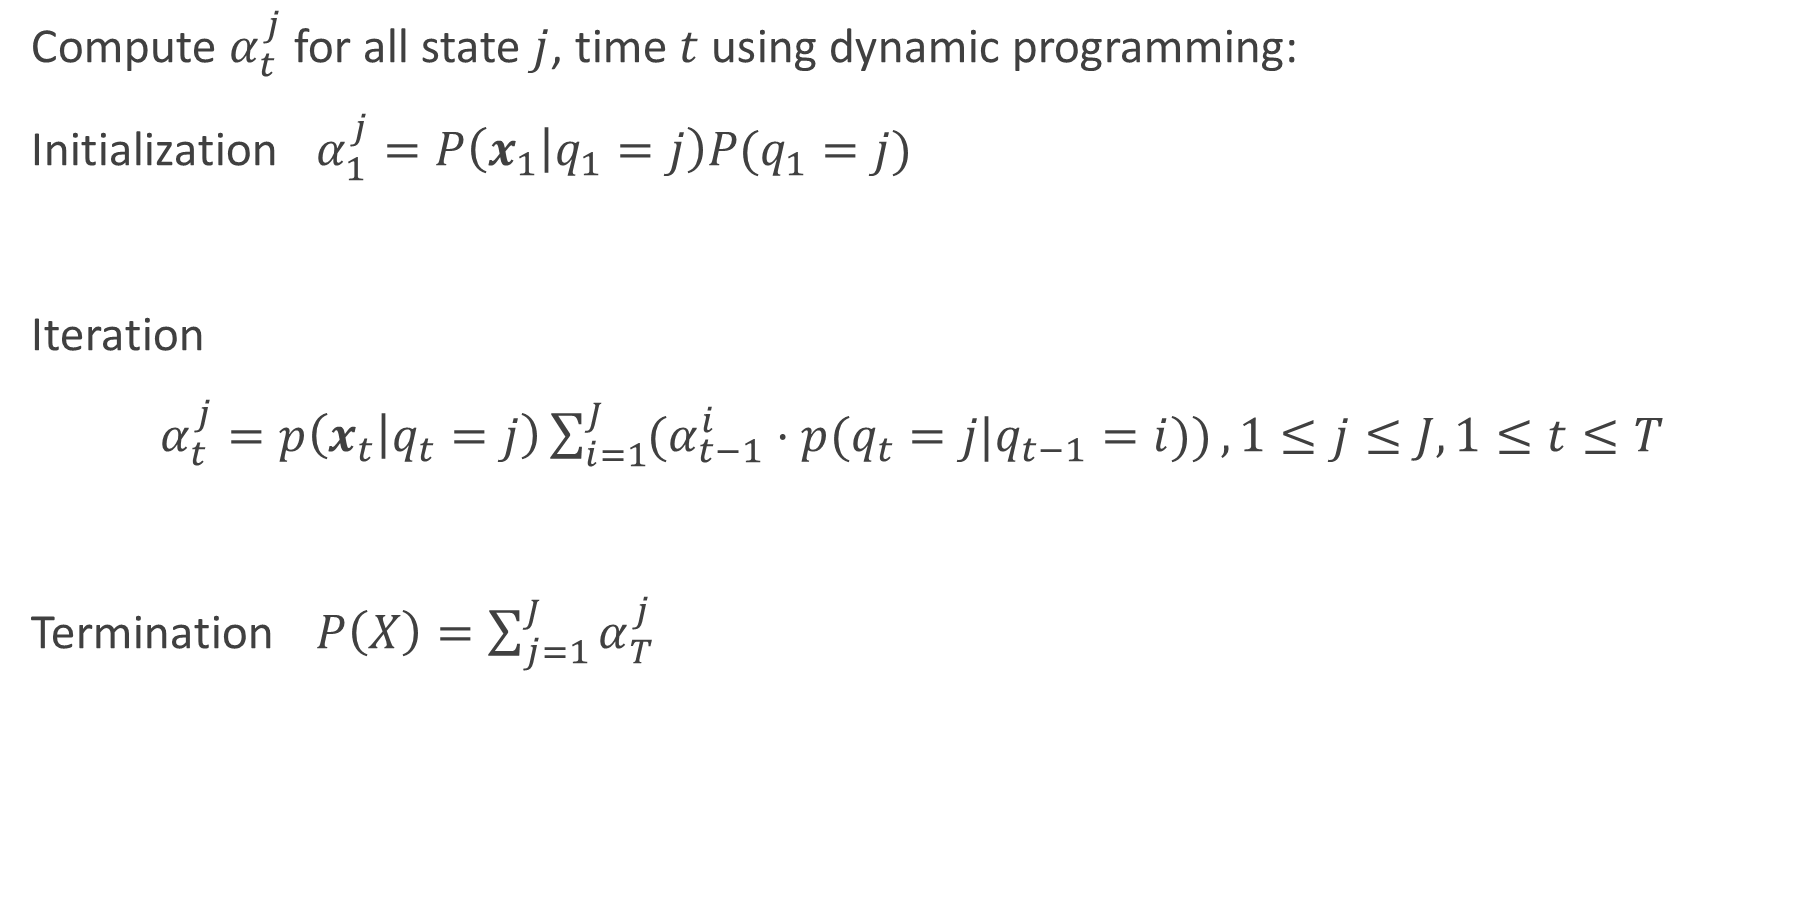 Compute α_t^j for all state j, time t using dynamic programming:
Initialization α_1^j = P(x_1|q_1 = j)P(q_1 = j)
Iteration
α_t^j = p(x_t|q_t = j) ∑_{i=1}^J (α_{t−1}^i · p(q_t = j|q_{t−1} = i)), 1 ≤ j ≤ J, 1 ≤ t ≤ T
Termination P(X) = ∑_{j=1}^J α_T^j